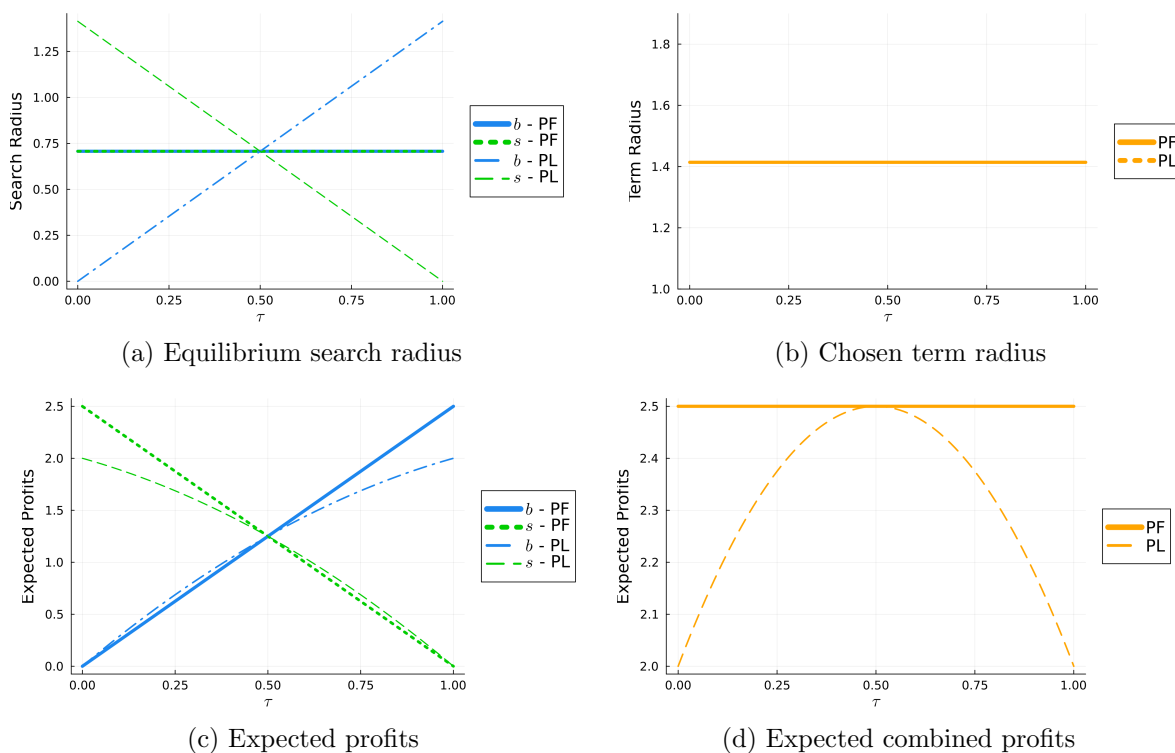 Search Radius
1.25
1.00
0.75
0.50
0.25
0.00
0.00 0.25 0.50 0.75 1.00
τ
b - PF
s - PF
b - PL
s - PL
(a) Equilibrium search radius
Term Radius
1.8
1.6
1.4
1.2
1.0
0.00 0.25 0.50 0.75 1.00
τ
PF
PL
(b) Chosen term radius
Expected Profits
2.5
2.0
1.5
1.0
0.5
0.0
0.00 0.25 0.50 0.75 1.00
τ
b - PF
s - PF
b - PL
s - PL
(c) Expected profits
Expected Profits
2.5
2.4
2.3
2.2
2.1
2.0
0.00 0.25 0.50 0.75 1.00
τ
PF
PL
(d) Expected combined profits